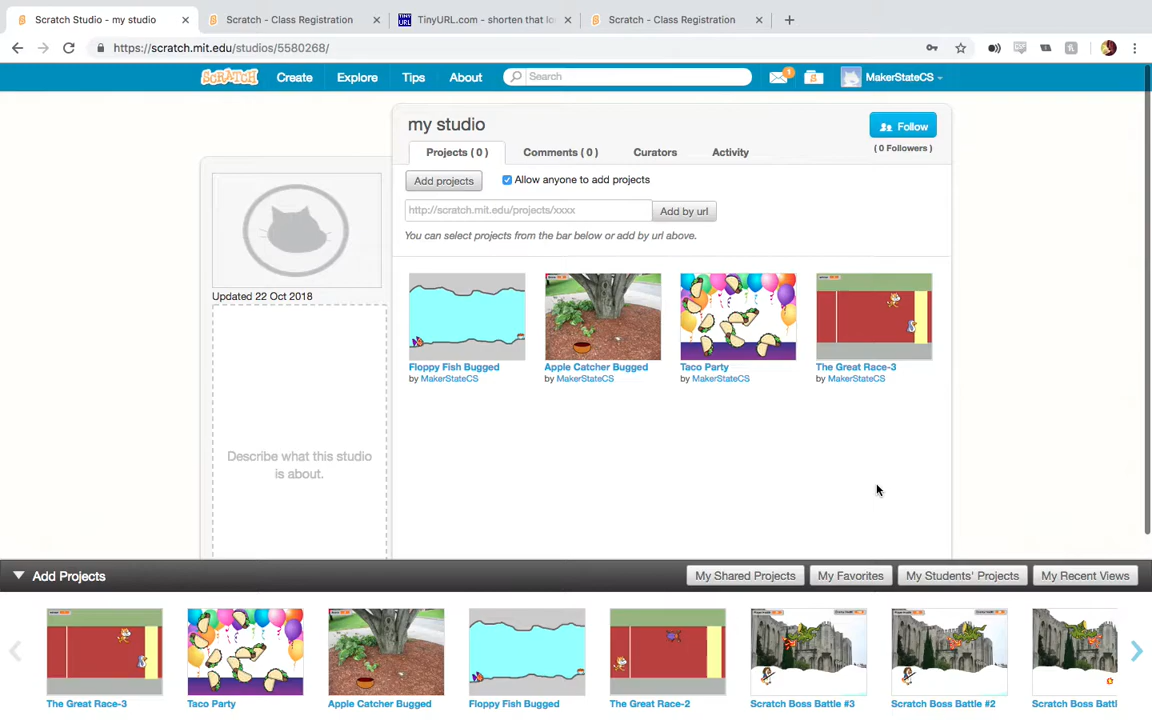 Scratch Studio - my studio
Scratch - Class Registration
TinyURL.com - shorten that lo
Scratch - Class Registration
https://scratch.mit.edu/studios/5580268/
SCRATCH
Create
Explore
Tips
About
Search
1
MakerStateCS
my studio
Follow
( 0 Followers )
Projects ( 0 )
Comments ( 0 )
Curators
Activity
Add projects
Allow anyone to add projects
http://scratch.mit.edu/projects/xxxx
Add by url
You can select projects from the bar below or add by url above.
Updated 22 Oct 2018
Describe what this studio
is about.
Floppy Fish Bugged
by MakerStateCS
Apple Catcher Bugged
by MakerStateCS
Taco Party
by MakerStateCS
The Great Race-3
by MakerStateCS
Add Projects
My Shared Projects
My Favorites
My Students' Projects
My Recent Views
The Great Race-3
Taco Party
Apple Catcher Bugged
Floppy Fish Bugged
The Great Race-2
Scratch Boss Battle #3
Scratch Boss Battle #2
Scratch Boss Battl